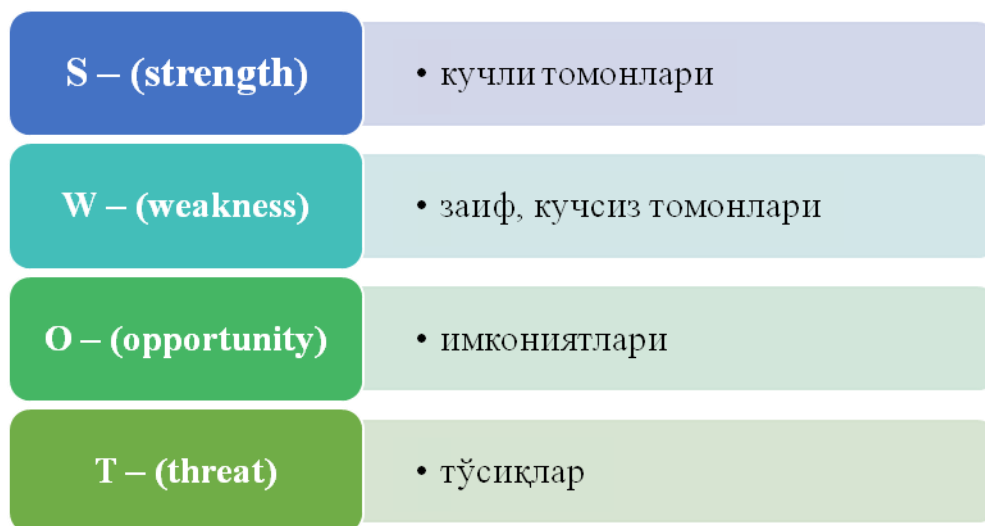 S – (strength)
• кучли томонлари
W – (weakness)
• заиф, кучсиз томонлари
O – (opportunity)
• имкониятлари
T – (threat)
• тўсиқлар